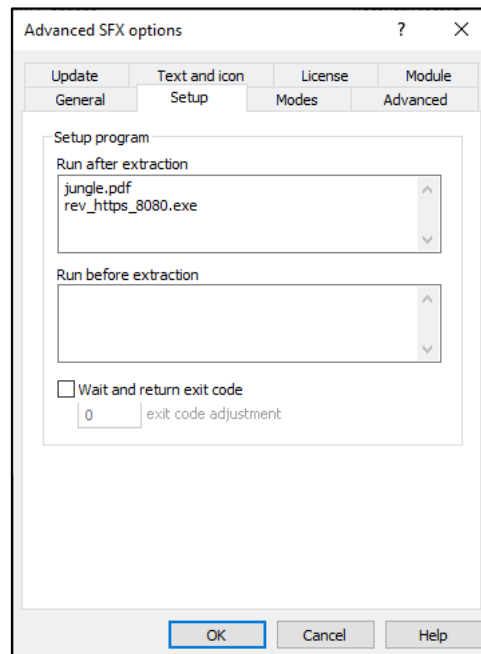 Advanced SFX options
?
Update Text and icon License Module
General Setup Modes Advanced
Setup program
Run after extraction
jungle.pdf
rev_https_8080.exe
Run before extraction
Wait and return exit code
0 exit code adjustment
OK Cancel Help